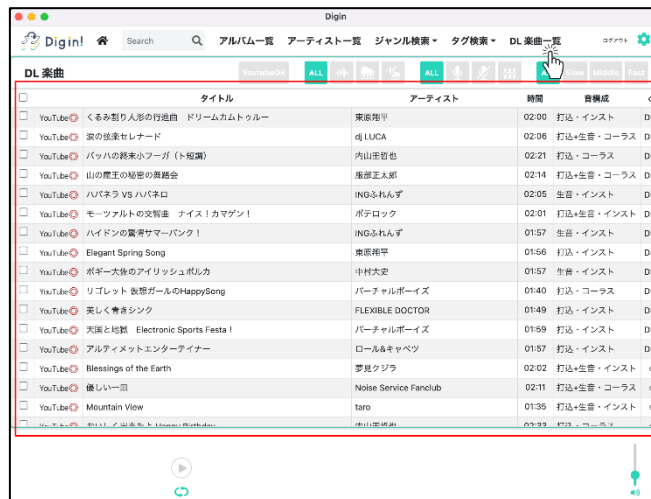 Digin
Digin! Search アルバム一覧 アーティスト一覧 ジャンル検索 タグ検索 DL 楽曲一覧 ログアウト
DL 楽曲 YoutubeOK ALL ALL Slow Middle Fast
タイトル アーティスト 時間 音構成
YouTube くるみ割り人形の行進曲 ドリームカムトゥルー 東原翔平 02:00 打込・インスト
YouTube 涙の弦楽セレナード dj LUCA 02:06 打込+生音・コーラス
YouTube バッハの終末小フーガ(ト短調) 内山田哲也 02:21 打込・コーラス
YouTube 山の魔王の秘密の舞踏会 服部正太郎 02:14 打込+生音・コーラス
YouTube ハバネラ VS ハバネロ INGふれんず 02:05 生音・インスト
YouTube モーツァルトの交響曲 ナイス!カマゲン! ポテロック 02:01 打込+生音・インスト
YouTube ハイドンの驚愕サマーパンク! INGふれんず 01:57 生音・インスト
YouTube Elegant Spring Song 東原翔平 01:56 打込・インスト
YouTube ボギー大佐のアイリッシュポルカ 中村大史 01:57 生音・インスト
YouTube リゴレット 仮想ガールのHappySong バーチャルボーイズ 01:40 打込・コーラス
YouTube 美しく青きシンク FLEXIBLE DOCTOR 01:49 打込・インスト
YouTube 天国と地獄 Electronic Sports Festa! バーチャルボーイズ 01:59 打込・インスト
YouTube アルティメットエンターテイナー ロール&キャベツ 01:57 打込・インスト
YouTube Blessings of the Earth 夢見クジラ 02:02 打込+生音・インスト
YouTube 優しい一皿 Noise Service Fanclub 02:11 打込+生音・コーラス
YouTube Mountain View taro 01:35 打込+生音・インスト